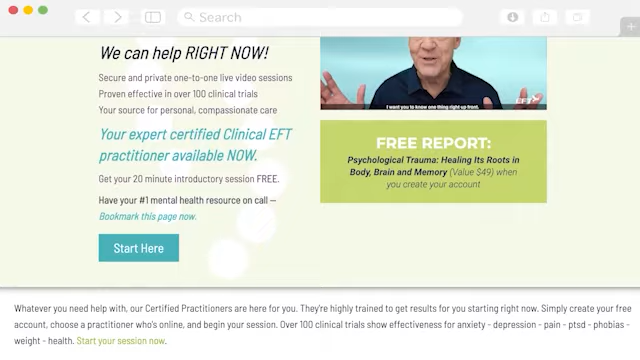 Search
We can help RIGHT NOW!
Secure and private one-to-one live video sessions
Proven effective in over 100 clinical trials
Your source for personal, compassionate care
Your expert certified Clinical EFT
practitioner available NOW.
Get your 20 minute introductory session FREE.
Have your #1 mental health resource on call —
Bookmark this page now.
Start Here
I want you to know one thing right up front.
EFT
FREE REPORT:
Psychological Trauma: Healing Its Roots in
Body, Brain and Memory (Value $49) when
you create your account
Whatever you need help with, our Certified Practitioners are here for you. They're highly trained to get results for you starting right now. Simply create your free
account, choose a practitioner who's online, and begin your session. Over 100 clinical trials show effectiveness for anxiety - depression - pain - ptsd - phobias -
weight - health. Start your session now.